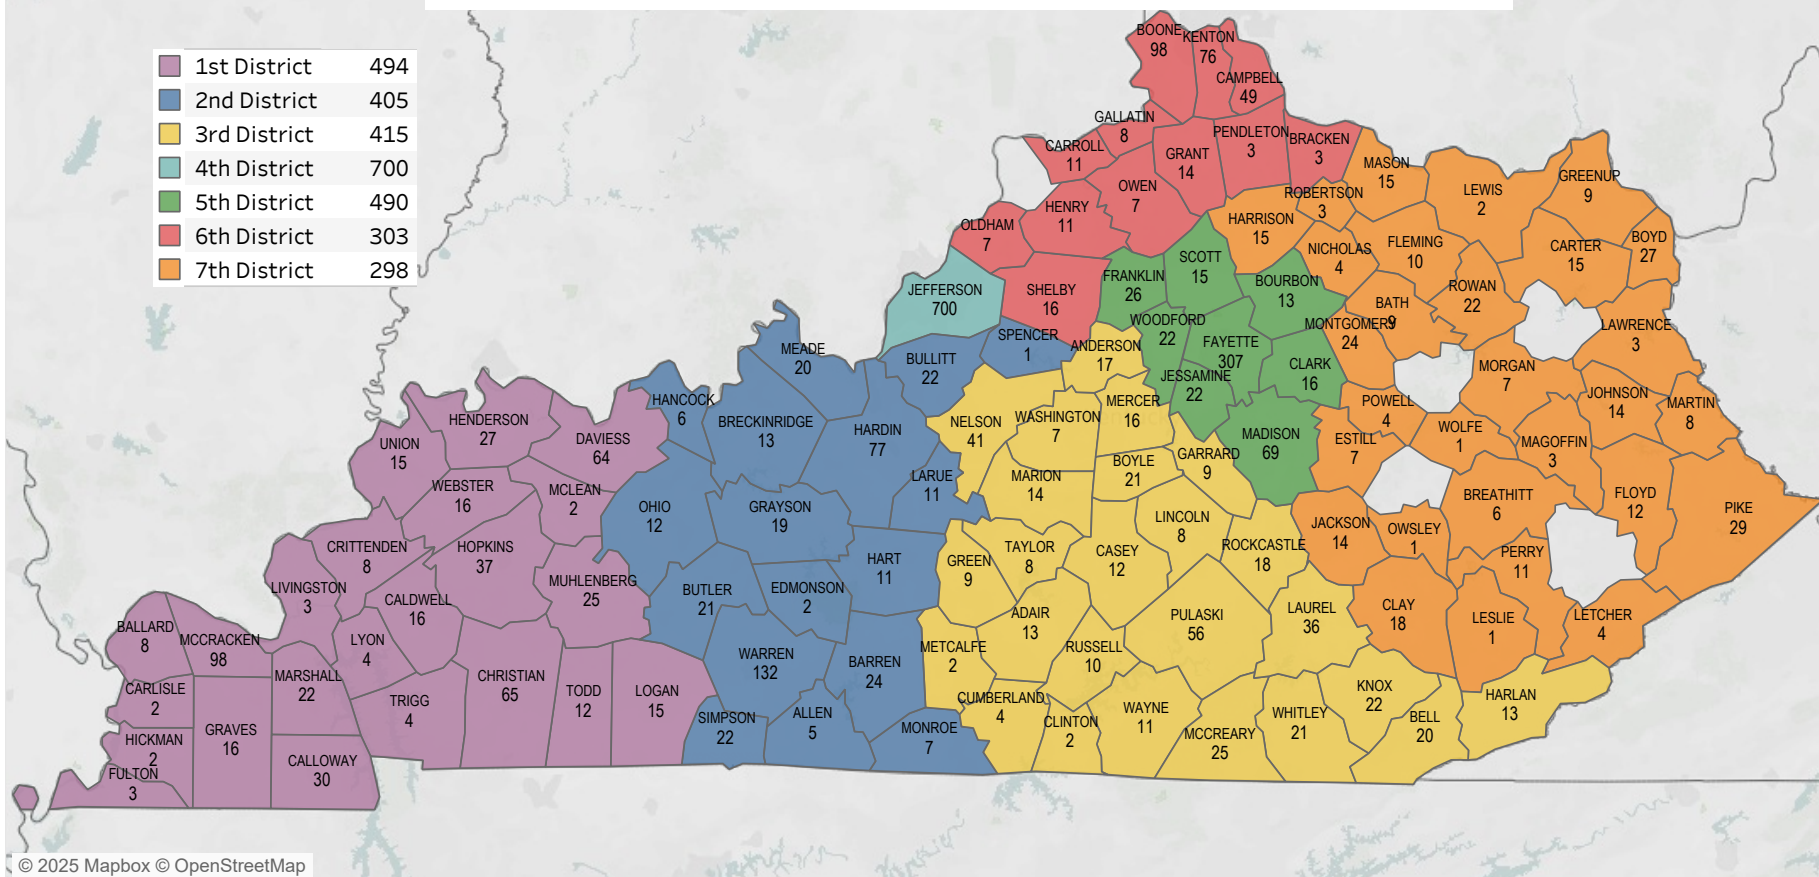 1st District 494
2nd District 405
3rd District 415
4th District 700
5th District 490
6th District 303
7th District 298
BOONE
98
KENTON
76
CAMPBELL
49
GALLATIN
8
CARROLL
11
GRANT
14
PENDLETON
3
BRACKEN
3
OWEN
7
HENRY
11
OLDHAM
7
SHELBY
16
MASON
15
LEWIS
2
GREENUP
9
ROBERTSON
3
HARRISON
15
NICHOLAS
4
FLEMING
10
CARTER
15
BOYD
27
ROWAN
22
BATH
9
MONTGOMERY
24
LAWRENCE
3
MORGAN
7
JOHNSON
14
MARTIN
8
POWELL
4
WOLFE
1
MAGOFFIN
3
ESTILL
7
BREATHITT
6
FLOYD
12
PIKE
29
JACKSON
14
OWSLEY
1
PERRY
11
CLAY
18
LESLIE
1
LETCHER
4
JEFFERSON
700
FRANKLIN
26
SCOTT
15
BOURBON
13
WOODFORD
22
FAYETTE
307
CLARK
16
JESSAMINE
22
MADISON
69
SPENCER
1
BULLITT
22
MEADE
20
HANCOCK
6
BRECKINRIDGE
13
HARDIN
77
LARUE
11
OHIO
12
GRAYSON
19
HART
11
BUTLER
21
EDMONSON
2
WARREN
132
BARREN
24
SIMPSON
22
ALLEN
5
MONROE
7
ANDERSON
17
NELSON
41
WASHINGTON
7
MERCER
16
MARION
14
BOYLE
21
GARRARD
9
LINCOLN
8
ROCKCASTLE
18
GREEN
9
TAYLOR
8
CASEY
12
ADAIR
13
PULASKI
56
LAUREL
36
METCALFE
2
RUSSELL
10
CUMBERLAND
4
CLINTON
2
WAYNE
11
MCCREARY
25
WHITLEY
21
KNOX
22
BELL
20
HARLAN
13
HENDERSON
27
UNION
15
DAVIESS
64
WEBSTER
16
MCLEAN
2
CRITTENDEN
8
HOPKINS
37
LIVINGSTON
3
CALDWELL
16
MUHLENBERG
25
BALLARD
8
MCCRACKEN
98
LYON
4
MARSHALL
22
CARLISLE
2
TRIGG
4
CHRISTIAN
65
TODD
12
LOGAN
15
HICKMAN
2
GRAVES
16
CALLOWAY
30
FULTON
3
© 2025 Mapbox © OpenStreetMap